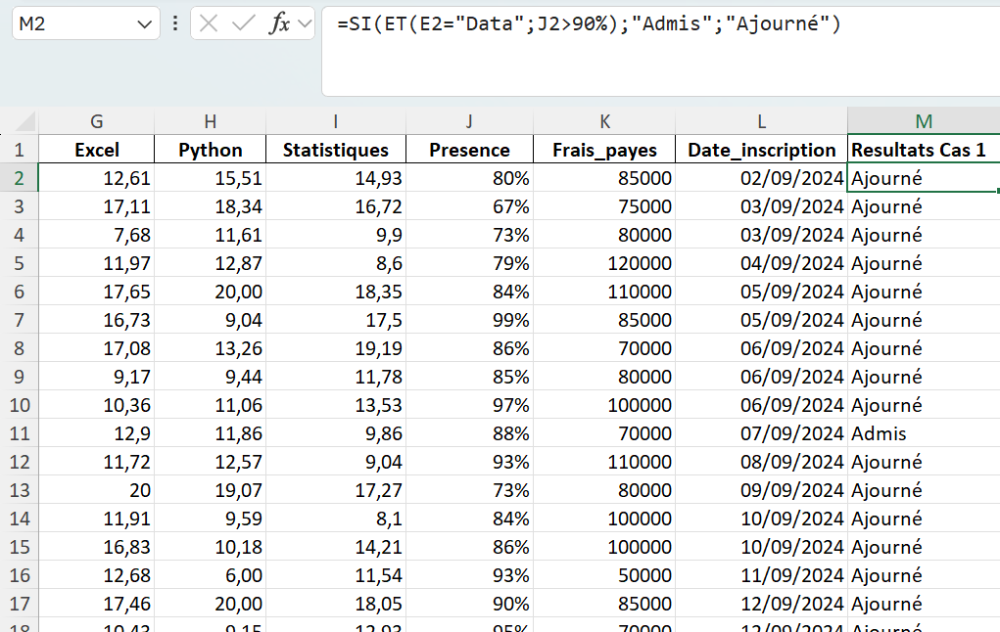 M2 fx =SI(ET(E2="Data";J2>90%);"Admis";"Ajourné")
G H I J K L M
1 Excel Python Statistiques Presence Frais_payes Date_inscription Resultats Cas 1
2 12,61 15,51 14,93 80% 85000 02/09/2024 Ajourné
3 17,11 18,34 16,72 67% 75000 03/09/2024 Ajourné
4 7,68 11,61 9,9 73% 80000 03/09/2024 Ajourné
5 11,97 12,87 8,6 79% 120000 04/09/2024 Ajourné
6 17,65 20,00 18,35 84% 110000 05/09/2024 Ajourné
7 16,73 9,04 17,5 99% 85000 05/09/2024 Ajourné
8 17,08 13,26 19,19 86% 70000 06/09/2024 Ajourné
9 9,17 9,44 11,78 85% 80000 06/09/2024 Ajourné
10 10,36 11,06 13,53 97% 100000 06/09/2024 Ajourné
11 12,9 11,86 9,86 88% 70000 07/09/2024 Admis
12 11,72 12,57 9,04 93% 110000 08/09/2024 Ajourné
13 20 19,07 17,27 73% 80000 09/09/2024 Ajourné
14 11,91 9,59 8,1 84% 100000 10/09/2024 Ajourné
15 16,83 10,18 14,21 86% 100000 10/09/2024 Ajourné
16 12,68 6,00 11,54 93% 50000 11/09/2024 Ajourné
17 17,46 20,00 18,05 90% 85000 12/09/2024 Ajourné
18 10,43 9,15 12,93 95% 70000 12/09/2024 Ajourné